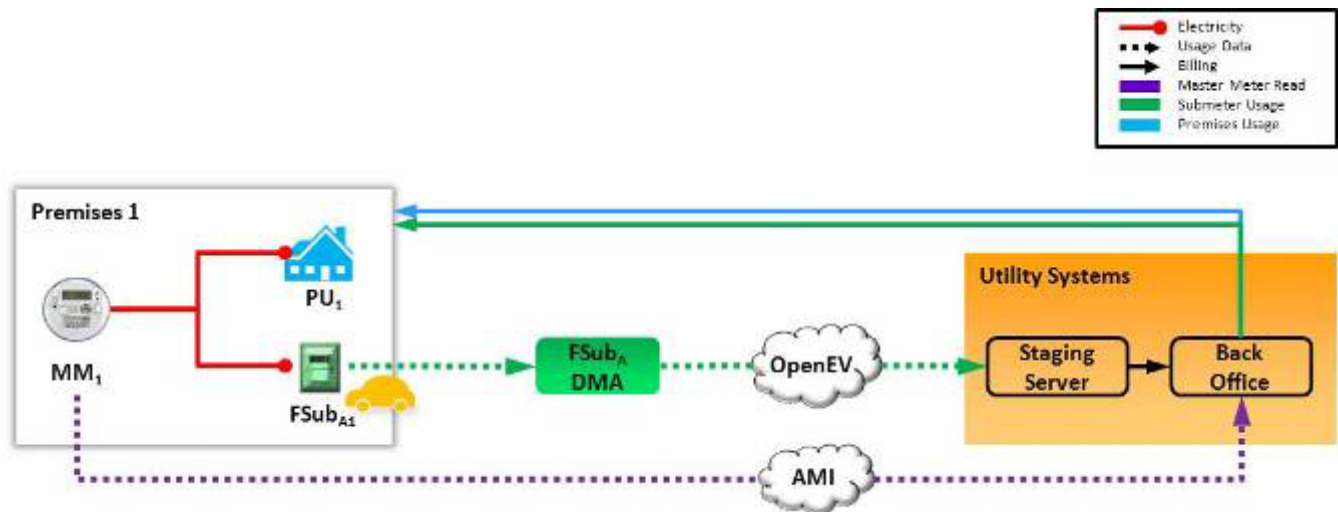 Electricity
Usage Data
Billing
Master Meter Read
Submeter Usage
Premises Usage
Premises 1
PU1
MM1
FSubA1
FSubA
DMA
OpenEV
AMI
Utility Systems
Staging
Server
Back
Office